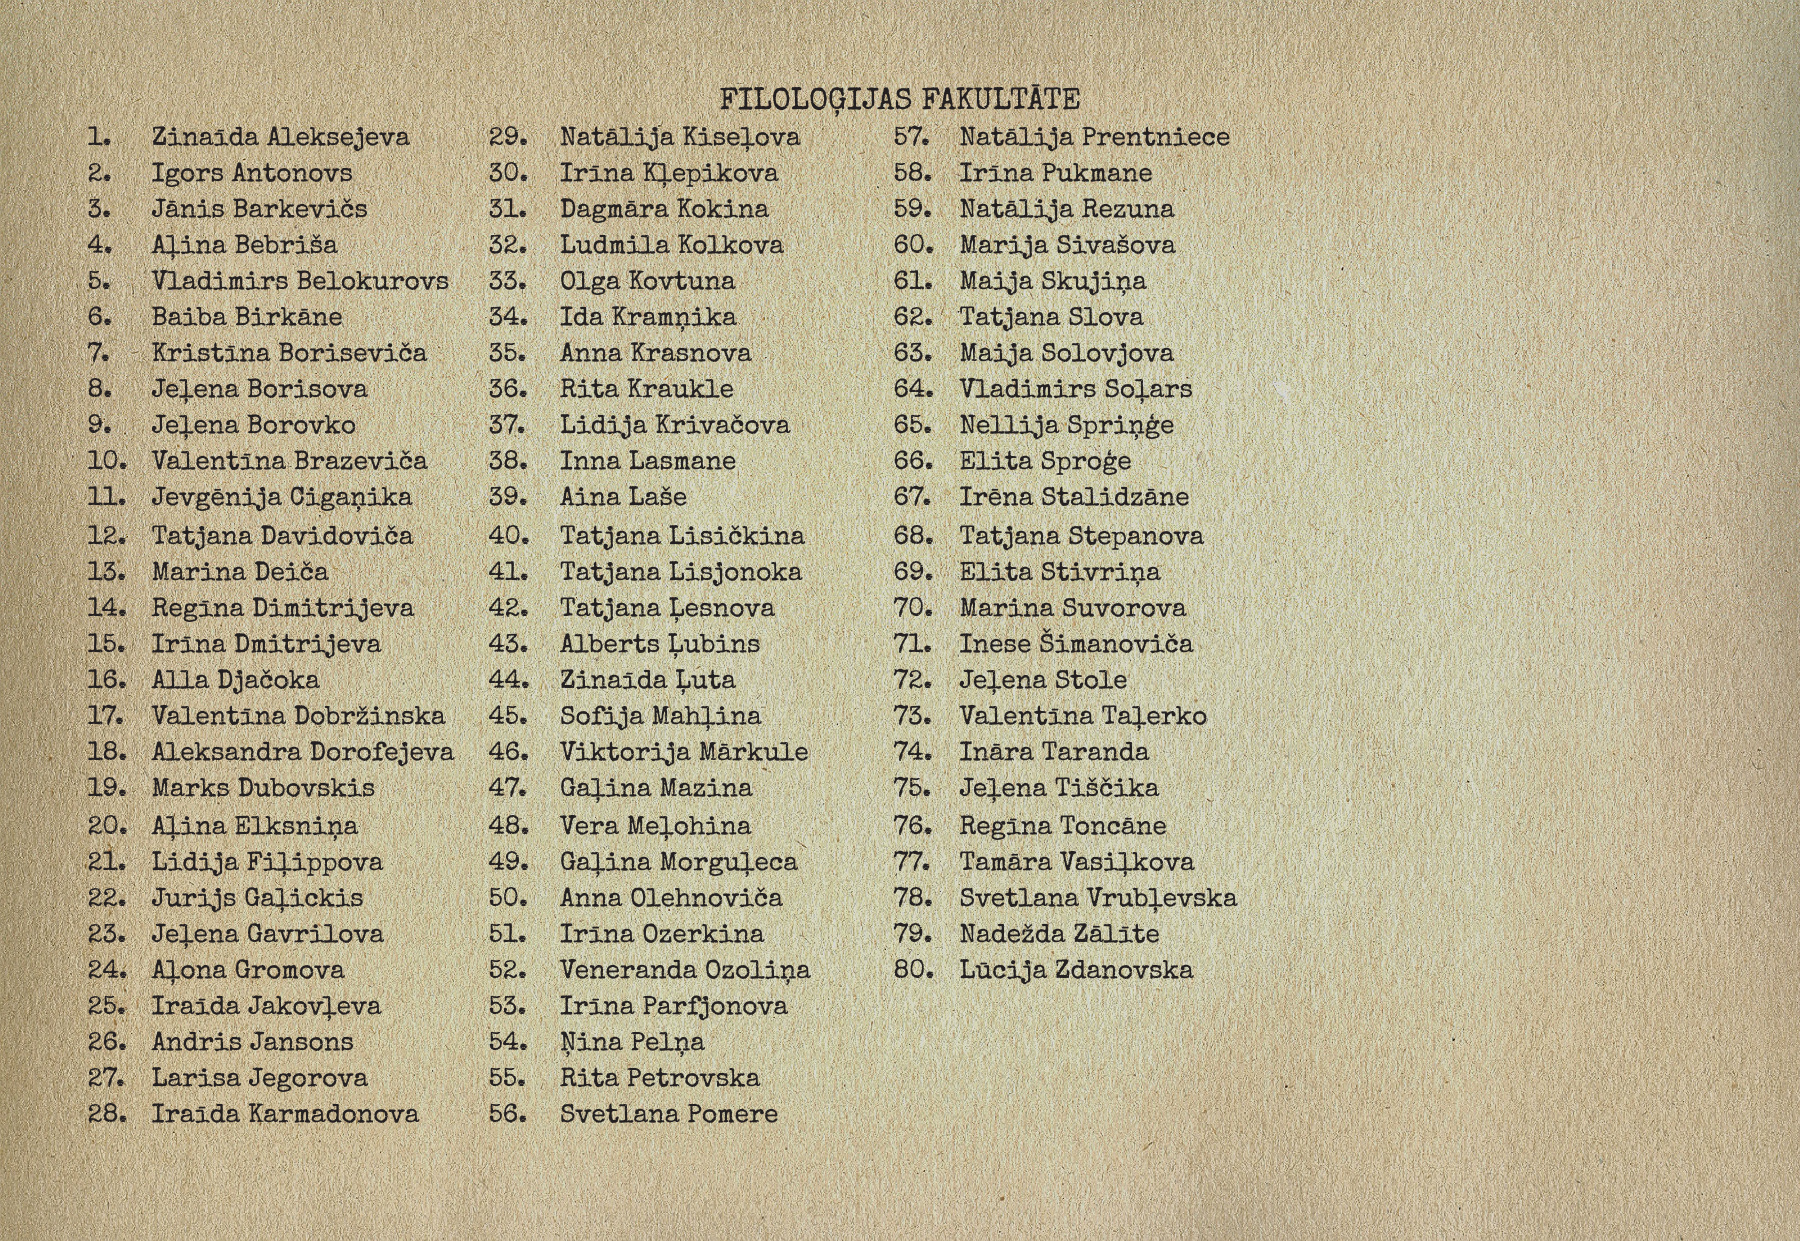 FILOLOĢIJAS FAKULTĀTE
1. Zinaīda Aleksejeva
2. Igors Antonovs
3. Jānis Barkevičs
4. Aļina Bebriša
5. Vladimirs Belokurovs
6. Baiba Birkāne
7. Kristīna Boriseviča
8. Jeļena Borisova
9. Jeļena Borovko
10. Valentīna Brazeviča
11. Jevgēnija Cigaņika
12. Tatjana Davidoviča
13. Marina Deiča
14. Regīna Dimitrijeva
15. Irīna Dmitrijeva
16. Alla Djačoka
17. Valentīna Dobržinska
18. Aleksandra Dorofejeva
19. Marks Dubovskis
20. Aļina Elksniņa
21. Lidija Fiļippova
22. Jurijs Gaļickis
23. Jeļena Gavrilova
24. Aļona Gromova
25. Iraīda Jakovļeva
26. Andris Jansons
27. Larisa Jegorova
28. Iraīda Karmadonova
29. Natālija Kiseļova
30. Irīna Kļepikova
31. Dagmāra Kokina
32. Ludmila Kolkova
33. Olga Kovtuna
34. Ida Kramņika
35. Anna Krasnova
36. Rita Kraukle
37. Lidija Krivačova
38. Inna Lasmane
39. Aina Laše
40. Tatjana Lisičkina
41. Tatjana Lisjonoka
42. Tatjana Ļesnova
43. Alberts Ļubins
44. Zinaīda Ļuta
45. Sofija Mahļina
46. Viktorija Mārkule
47. Gaļina Mazina
48. Vera Meļohina
49. Gaļina Morguļeca
50. Anna Olehnoviča
51. Irīna Ozerkina
52. Veneranda Ozoliņa
53. Irīna Parfjonova
54. Ņina Pelņa
55. Rita Petrovska
56. Svetlana Pomere
57. Natālija Prentniece
58. Irīna Pukmane
59. Natālija Rezuna
60. Marija Sivašova
61. Maija Skujiņa
62. Tatjana Slova
63. Maija Solovjova
64. Vladimirs Soļars
65. Nellija Spriņģe
66. Elita Sproģe
67. Irēna Stalidzāne
68. Tatjana Stepanova
69. Elita Stivriņa
70. Marina Suvorova
71. Inese Šimanoviča
72. Jeļena Stole
73. Valentīna Taļerko
74. Ināra Taranda
75. Jeļena Tiščika
76. Regīna Toncāne
77. Tamāra Vasiļkova
78. Svetlana Vrubļevska
79. Nadežda Zālīte
80. Lūcija Zdanovska